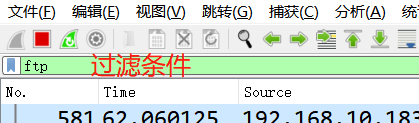 文件(F) 编辑(E) 视图(V) 跳转(G) 捕获(C) 分析(A)
ftp 过滤条件
No. Time Source
581 62.060125 192.168.10.187